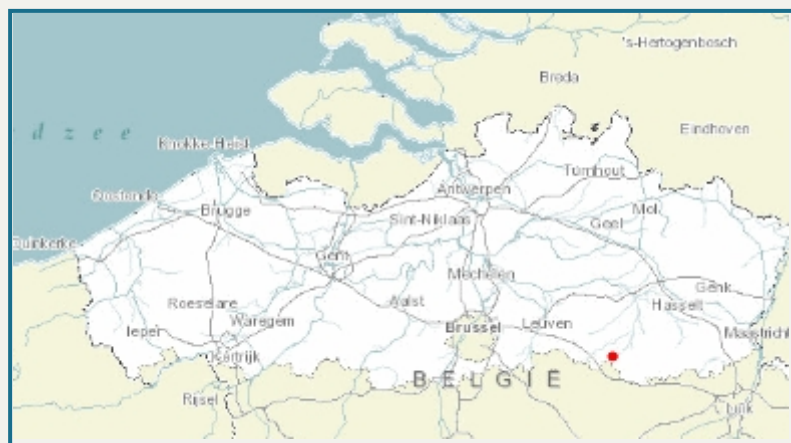 's-Hertogenbosch
Breda
d z e e
Eindhoven
Knokke-Heist
Turnhout
Antwerpen
Mol
Oostende
Brugge
Sint-Niklaas
Geel
Duinkerke
Gent
Mechelen
Genk
Roeselare
Aalst
Hasselt
Waregem
Brussel
Leuven
Ieper
Maastricht
Kortrijk
BELGIË
Rijsel
Luik